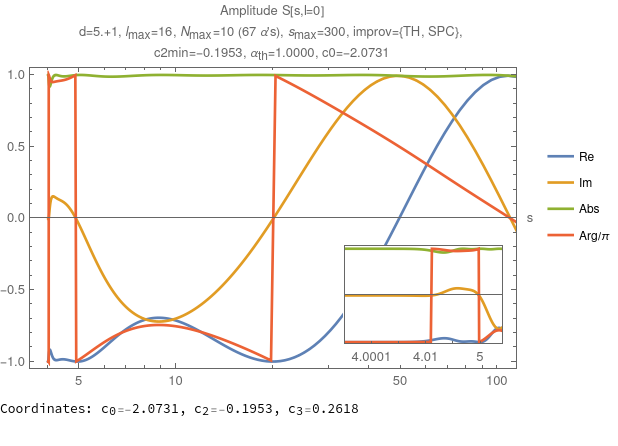 Amplitude S[s,l=0]
d=5.+1, lmax=16, Nmax=10 (67 α's), smax=300, improv={TH, SPC},
c2min=−0.1953, αth=1.0000, c0=−2.0731
1.0
0.5
0.0
−0.5
−1.0
5
10
50
100
s
Re
Im
Abs
Arg/π
4.0001
4.01
5
Coordinates: c0=-2.0731, c2=-0.1953, c3=0.2618